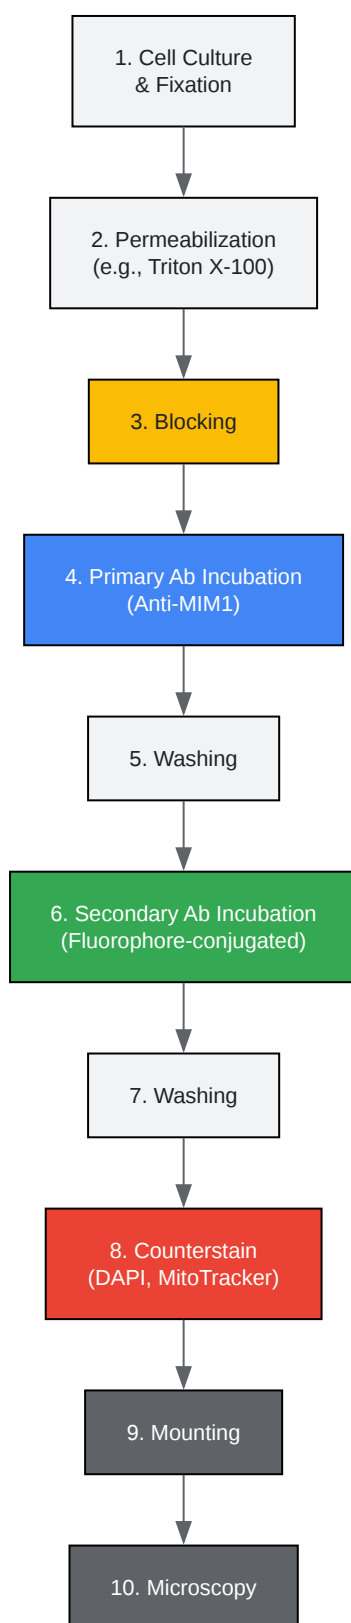 1. Cell Culture
& Fixation
2. Permeabilization
(e.g., Triton X-100)
3. Blocking
4. Primary Ab Incubation
(Anti-MIM1)
5. Washing
6. Secondary Ab Incubation
(Fluorophore-conjugated)
7. Washing
8. Counterstain
(DAPI, MitoTracker)
9. Mounting
10. Microscopy